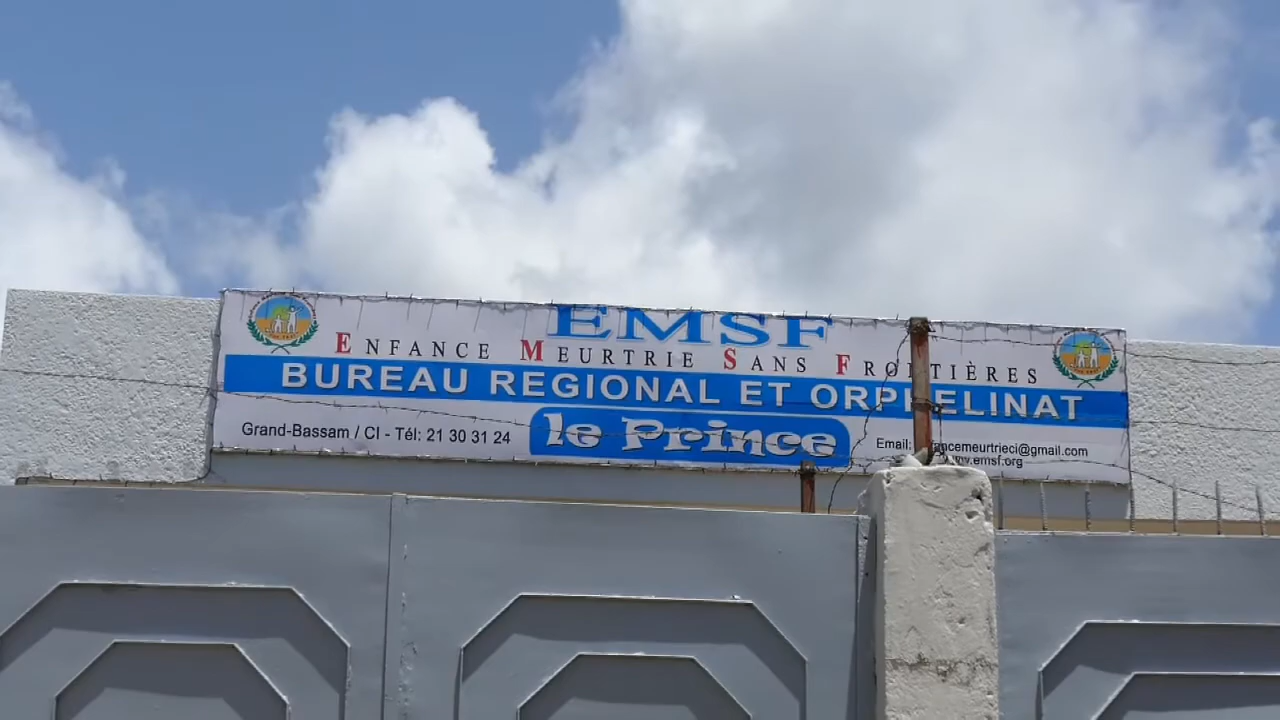 EMSF
ENFANCE MEURTRIE SANS FRONTIÈRES
BUREAU REGIONAL ET ORPHELINAT
le Prince
Grand-Bassam / CI - Tél: 21 30 31 24
Email:
www.emsf.org